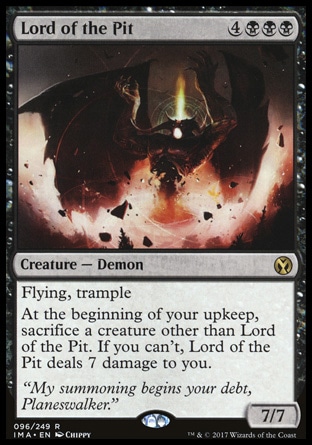 Lord of the Pit 4
Creature — Demon
Flying, trample
At the beginning of your upkeep,
sacrifice a creature other than Lord
of the Pit. If you can't, Lord of the
Pit deals 7 damage to you.
"My summoning begins your debt,
Planeswalker."
7/7
096/249 R
IMA • EN CHIPPY
™ & © 2017 Wizards of the Coast